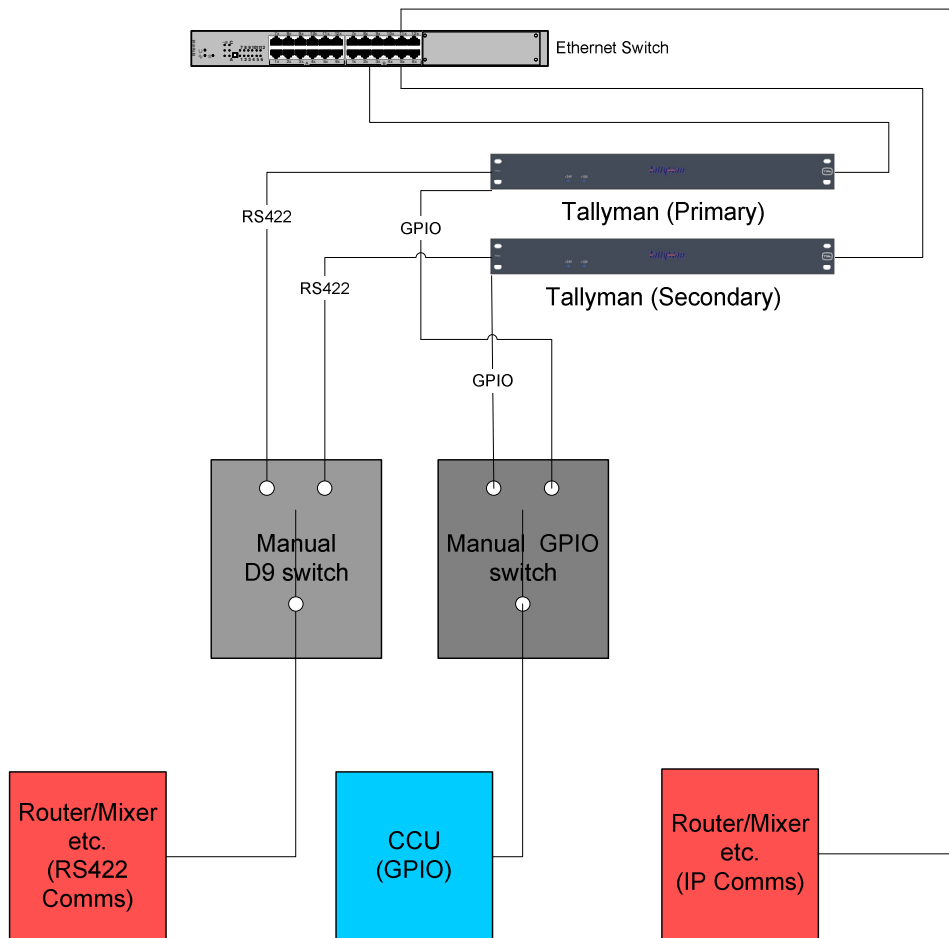 Ethernet Switch
Tallyman (Primary)
RS422
GPIO
RS422
Tallyman (Secondary)
GPIO
Manual
D9 switch
Manual GPIO
switch
Router/Mixer
etc.
(RS422
Comms)
CCU
(GPIO)
Router/Mixer
etc.
(IP Comms)